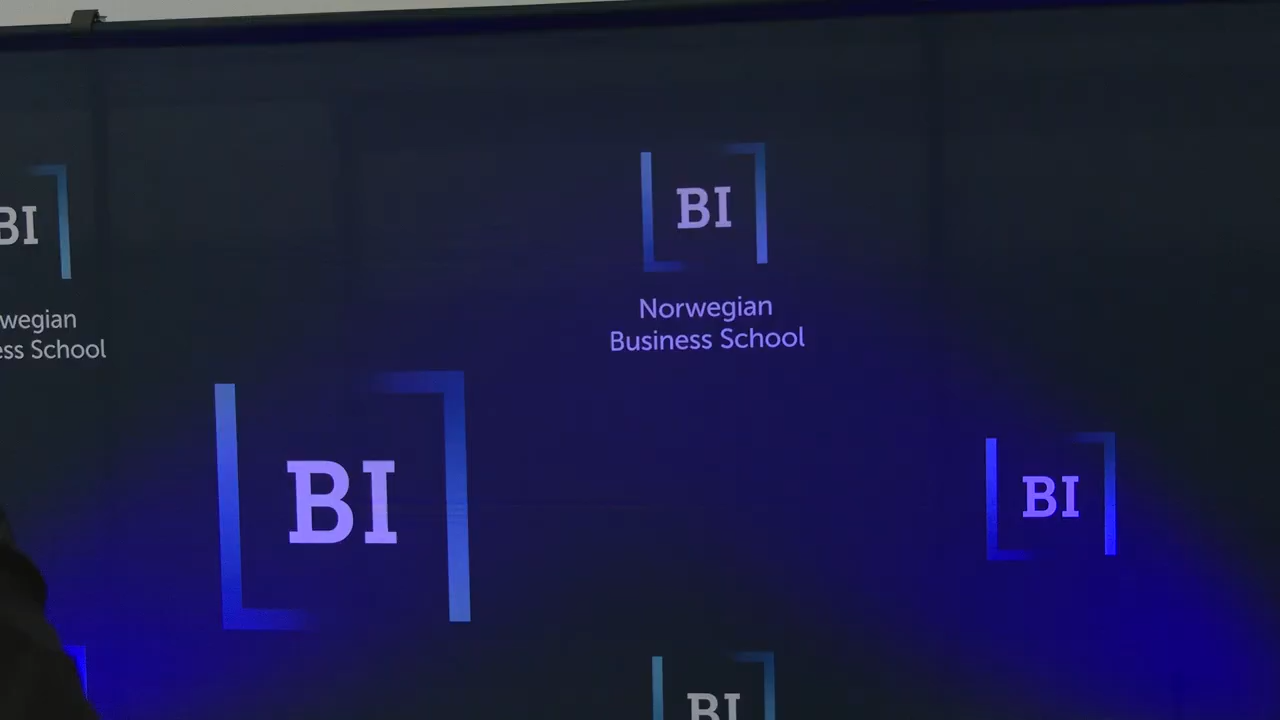 BI
Norwegian
Business School
BI
wegian
ess School
BI
BI
BI